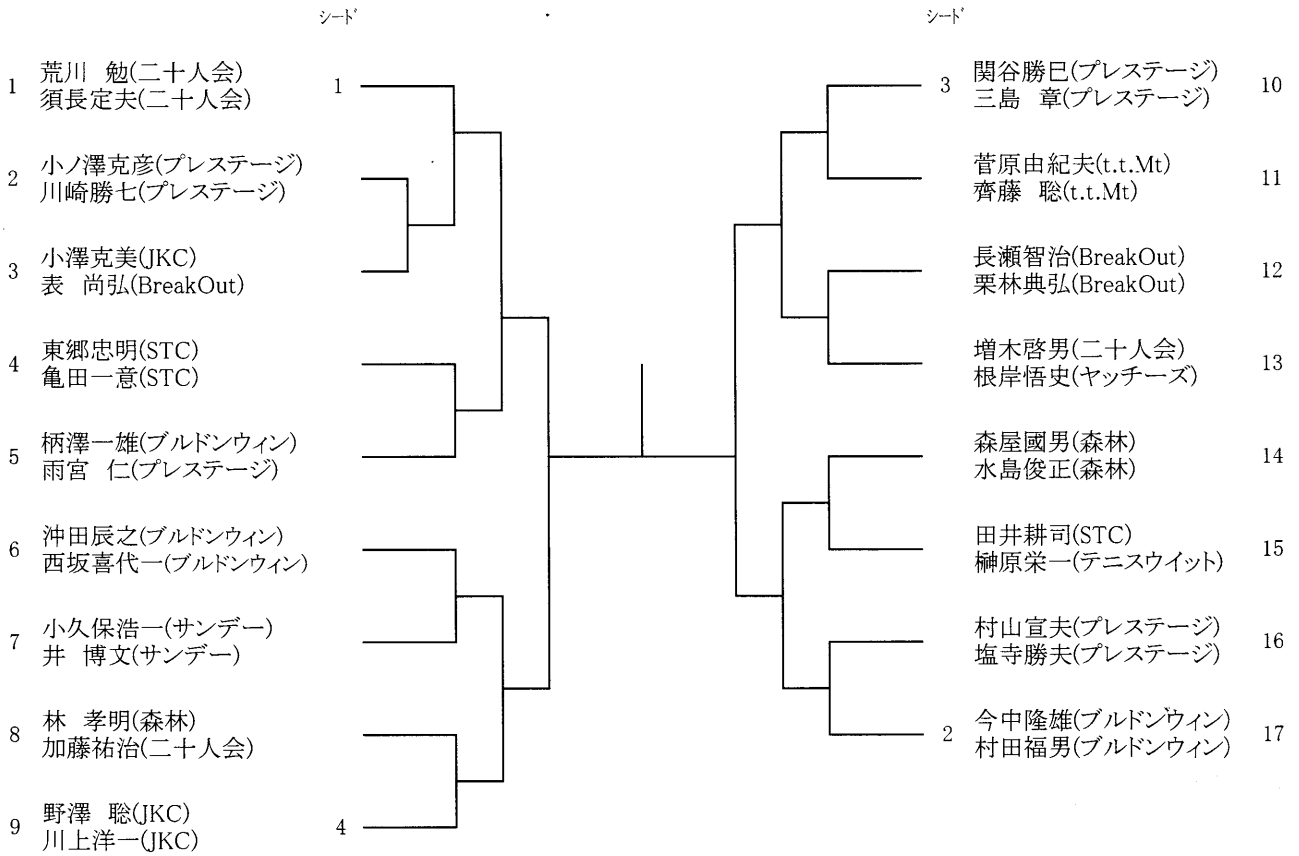 シード
1 荒川 勉(二十人会) 1
須長定夫(二十人会)
2 小ノ澤克彦(プレステージ)
川崎勝七(プレステージ)
3 小澤克美(JKC)
表 尚弘(BreakOut)
4 東郷忠明(STC)
亀田一意(STC)
5 柄澤一雄(ブルドンウィン)
雨宮 仁(プレステージ)
6 沖田辰之(ブルドンウィン)
西坂喜代一(ブルドンウィン)
7 小久保浩一(サンデー)
井 博文(サンデー)
8 林 孝明(森林)
加藤祐治(二十人会)
9 野澤 聡(JKC) 4
川上洋一(JKC)
シード
3 関谷勝巳(プレステージ) 10
三島 章(プレステージ)
菅原由紀夫(t.t.Mt) 11
齊藤 聡(t.t.Mt)
長瀬智治(BreakOut) 12
栗林典弘(BreakOut)
増木啓男(二十人会) 13
根岸悟史(ヤッチーズ)
森屋國男(森林) 14
水島俊正(森林)
田井耕司(STC) 15
榊原栄一(テニスウイット)
村山宣夫(プレステージ) 16
塩寺勝夫(プレステージ)
2 今中隆雄(ブルドンウィン) 17
村田福男(ブルドンウィン)